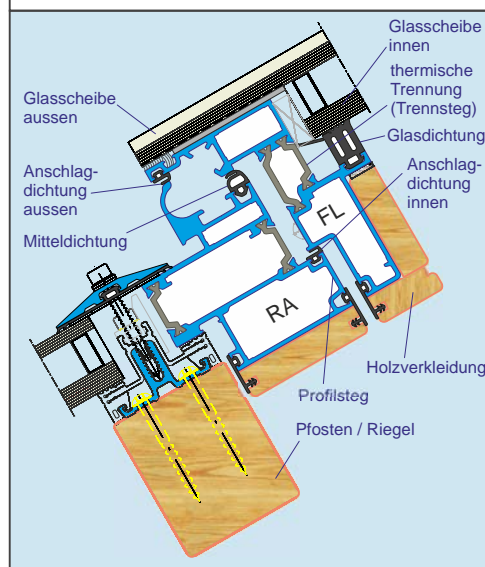 Glasscheibe
innen
thermische
Trennung
(Trennsteg)
Glasscheibe
aussen
Glasdichtung
Anschlag-
dichtung
aussen
Anschlag-
dichtung
innen
Mitteldichtung
FL
RA
Holzverkleidung
Profilsteg
Pfosten / Riegel